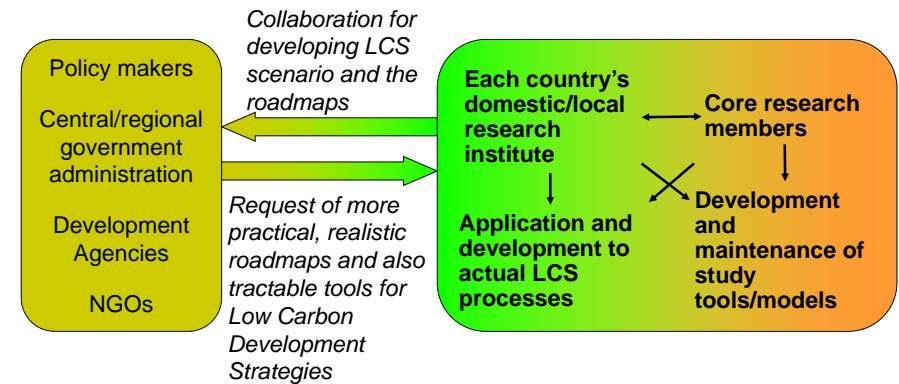 Policy makers
Central/regional
government
administration
Development
Agencies
NGOs
Collaboration for
developing LCS
scenario and the
roadmaps
Request of more
practical, realistic
roadmaps and also
tractable tools for
Low Carbon
Development
Strategies
Each country's
domestic/local
research
institute
Core research
members
Application and
development to
actual LCS
processes
Development
and
maintenance of
study
tools/models